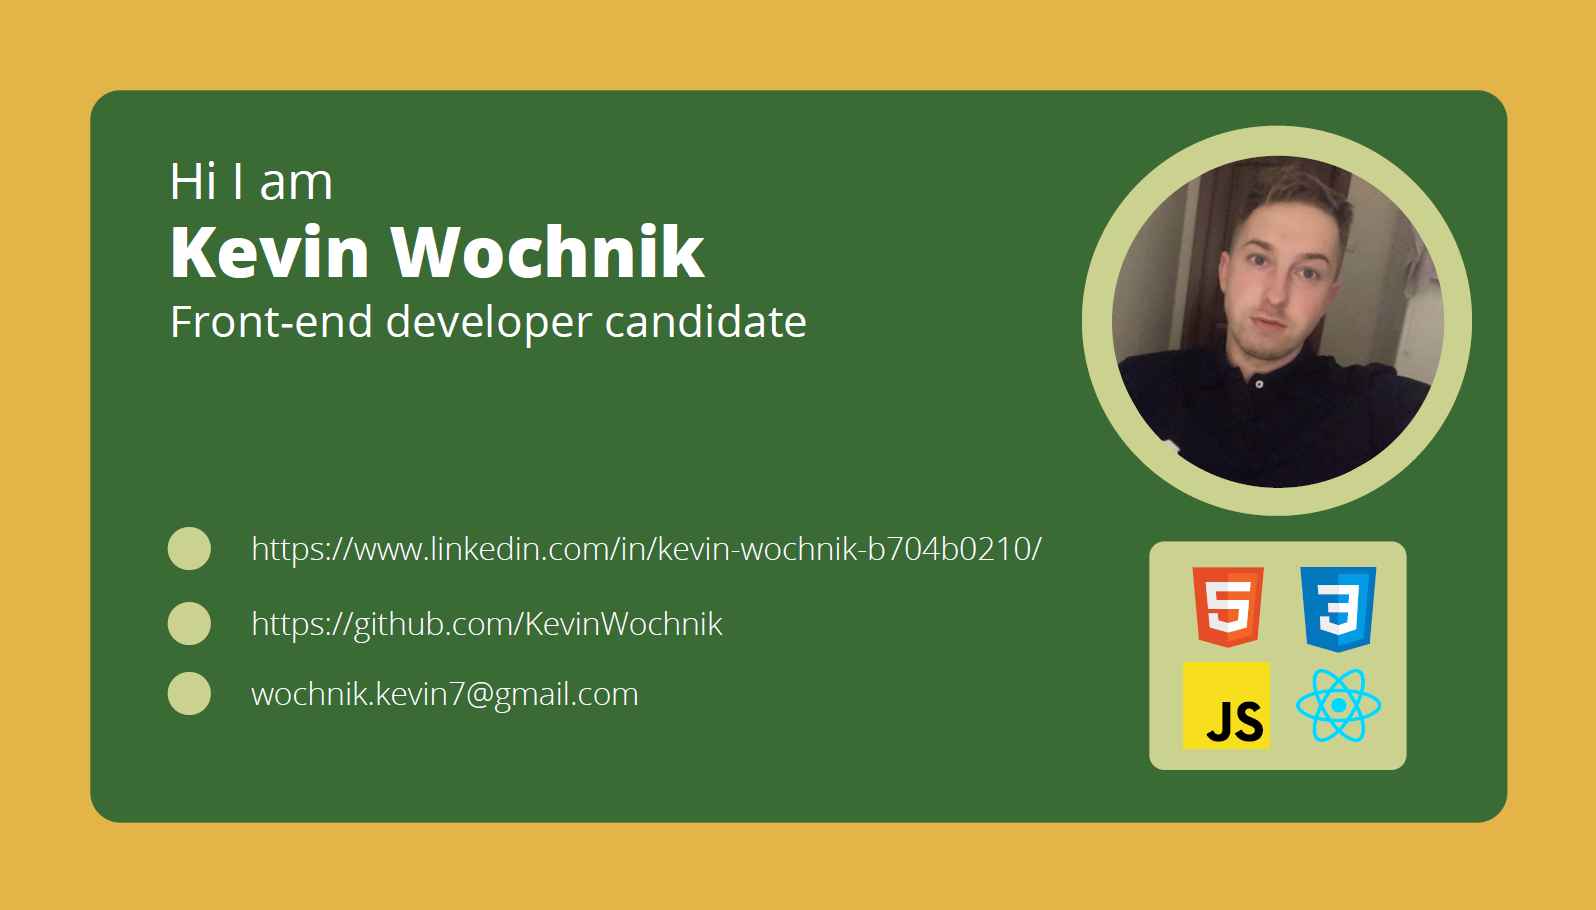 Hi I am
Kevin Wochnik
Front-end developer candidate
https://www.linkedin.com/in/kevin-wochnik-b704b0210/
https://github.com/KevinWochnik
wochnik.kevin7@gmail.com
5 3
JS